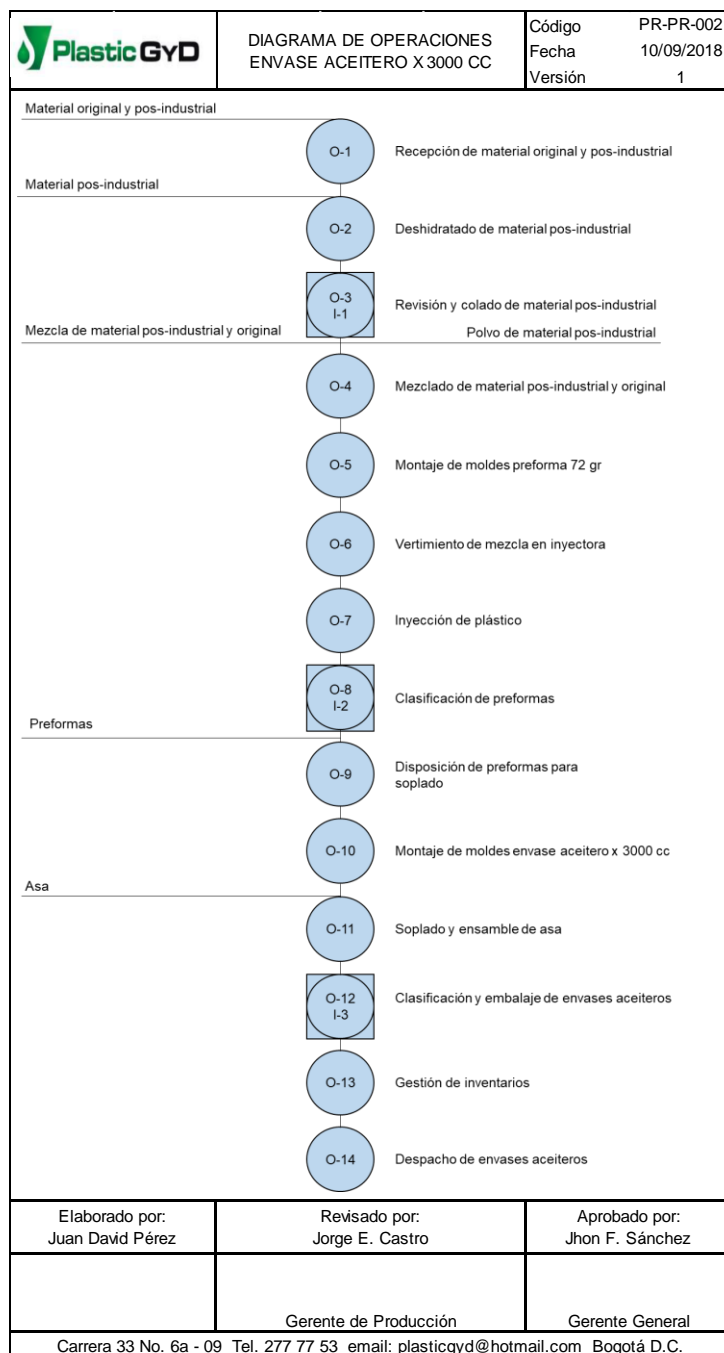 Plastic GYD
DIAGRAMA DE OPERACIONES
ENVASE ACEITERO X 3000 CC
Código PR-PR-002
Fecha 10/09/2018
Versión 1
Material original y pos-industrial
O-1 Recepción de material original y pos-industrial
Material pos-industrial
O-2 Deshidratado de material pos-industrial
O-3
I-1
Revisión y colado de material pos-industrial
Mezcla de material pos-industrial y original
Polvo de material pos-industrial
O-4 Mezclado de material pos-industrial y original
O-5 Montaje de moldes preforma 72 gr
O-6 Vertimiento de mezcla en inyectora
O-7 Inyección de plástico
O-8
I-2
Clasificación de preformas
Preformas
O-9
Disposición de preformas para
soplado
O-10 Montaje de moldes envase aceitero x 3000 cc
Asa
O-11 Soplado y ensamble de asa
O-12
I-3
Clasificación y embalaje de envases aceiteros
O-13 Gestión de inventarios
O-14 Despacho de envases aceiteros
Elaborado por:
Juan David Pérez
Revisado por:
Jorge E. Castro
Aprobado por:
Jhon F. Sánchez
Gerente de Producción
Gerente General
Carrera 33 No. 6a - 09 Tel. 277 77 53 email: plasticgyd@hotmail.com Bogotá D.C.